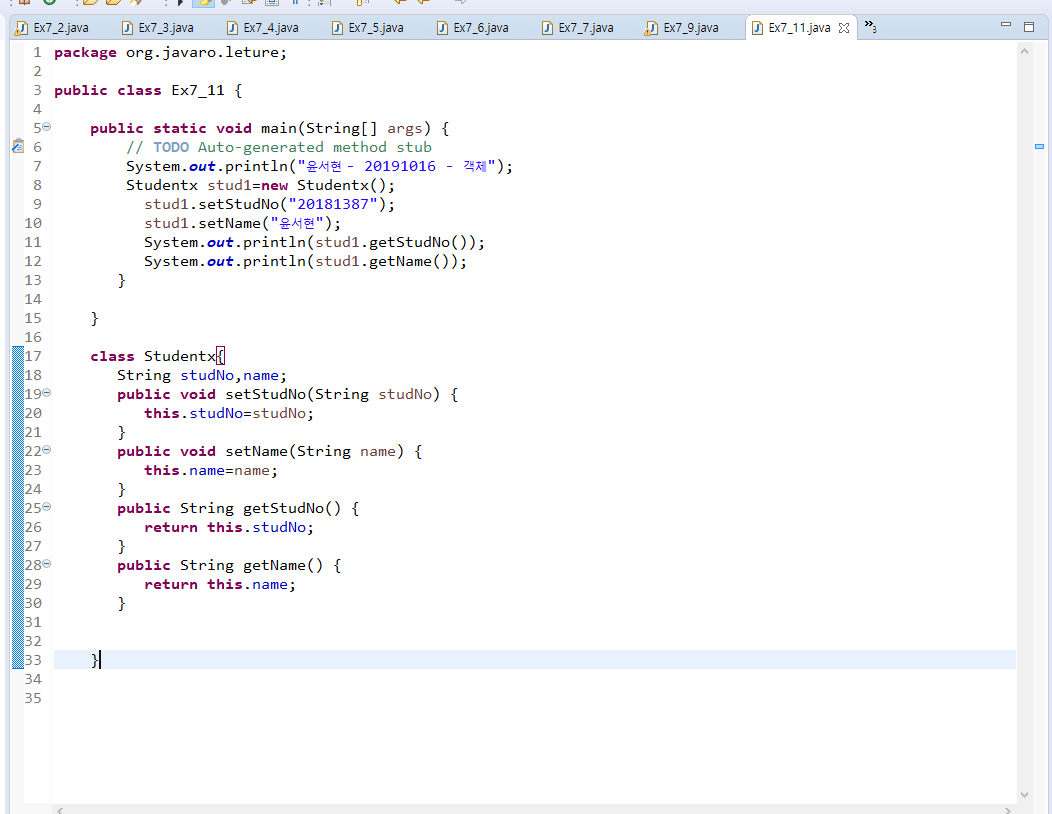 Ex7_2.java Ex7_3.java Ex7_4.java Ex7_5.java Ex7_6.java Ex7_7.java Ex7_9.java Ex7_11.java »3
1 package org.javaro.leture;
2
3 public class Ex7_11 {
4
5 public static void main(String[] args) {
6 // TODO Auto-generated method stub
7 System.out.println("윤서현 - 20191016 - 객체");
8 Studentx stud1=new Studentx();
9 stud1.setStudNo("20181387");
10 stud1.setName("윤서현");
11 System.out.println(stud1.getStudNo());
12 System.out.println(stud1.getName());
13 }
14
15 }
16
17 class Studentx{
18 String studNo,name;
19 public void setStudNo(String studNo) {
20 this.studNo=studNo;
21 }
22 public void setName(String name) {
23 this.name=name;
24 }
25 public String getStudNo() {
26 return this.studNo;
27 }
28 public String getName() {
29 return this.name;
30 }
31
32
33 }
34
35